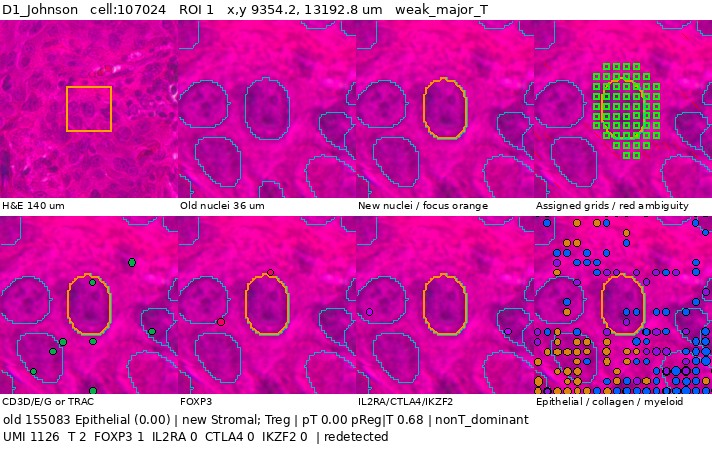 D1_Johnson   cell:107024   ROI 1   x,y 9354.2, 13192.8 um   weak_major_T
H&E 140 um
Old nuclei 36 um
New nuclei / focus orange
Assigned grids / red ambiguity
CD3D/E/G or TRAC
FOXP3
IL2RA/CTLA4/IKZF2
Epithelial / collagen / myeloid
old 155083 Epithelial (0.00) | new Stromal; Treg | pT 0.00 pReg|T 0.68 | nonT_dominant
UMI 1126  T 2  FOXP3 1  IL2RA 0  CTLA4 0  IKZF2 0  | redetected